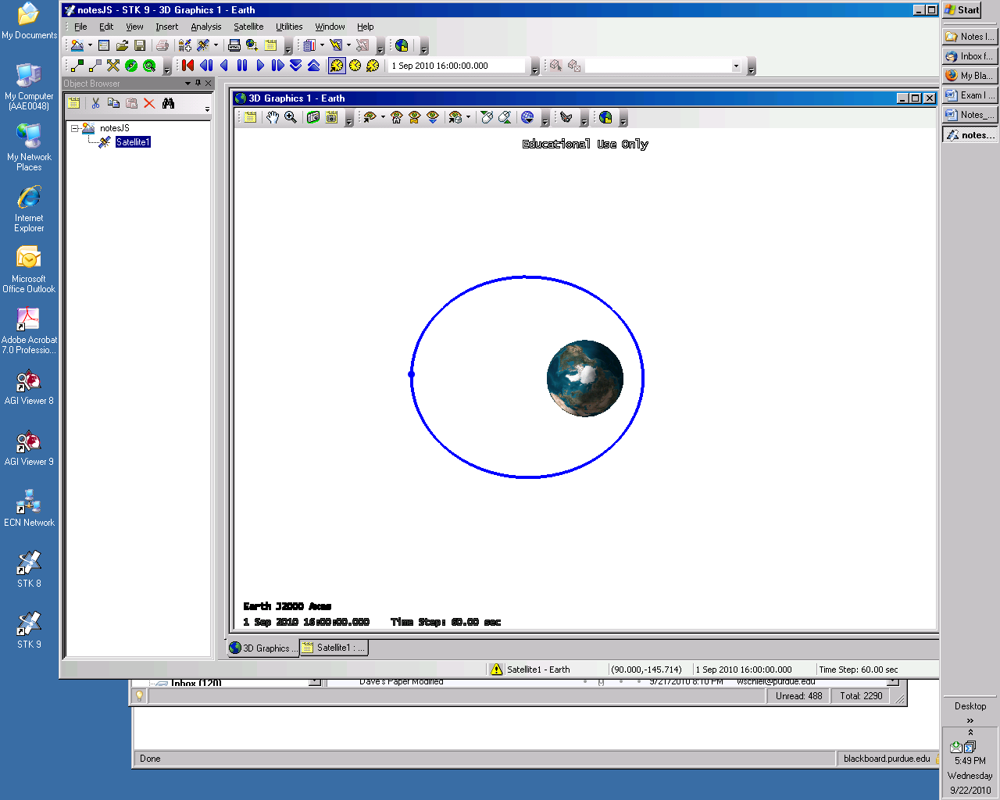 notesJS - STK 9 - 3D Graphics 1 - Earth
File Edit View Insert Analysis Satellite Utilities Window Help
1 Sep 2010 16:00:00.000
Object Browser
notesJS
Satellite1
3D Graphics 1 - Earth
Educational Use Only
Earth J2000 Axes
1 Sep 2010 16:00:00.000 Time Step: 60.00 sec
3D Graphics ...
Satellite1 : ...
Satellite1 - Earth
(90.000,-145.714)
1 Sep 2010 16:00:00.000
Time Step: 60.00 sec
Inbox (120)
Dave's Paper Modified
9/21/2010 8:10 PM
wschiel@purdue.edu
Unread: 488
Total: 2290
Done
blackboard.purdue.edu
My Documents
My Computer
(AAE0048)
My Network
Places
Internet
Explorer
Microsoft
Office Outlook
Adobe Acrobat
7.0 Professio...
AGI Viewer 8
AGI Viewer 9
ECN Network
STK 8
STK 9
Start
Notes I...
Inbox f...
My Bla...
Exam I ...
Notes_...
notes...
Desktop
5:49 PM
Wednesday
9/22/2010